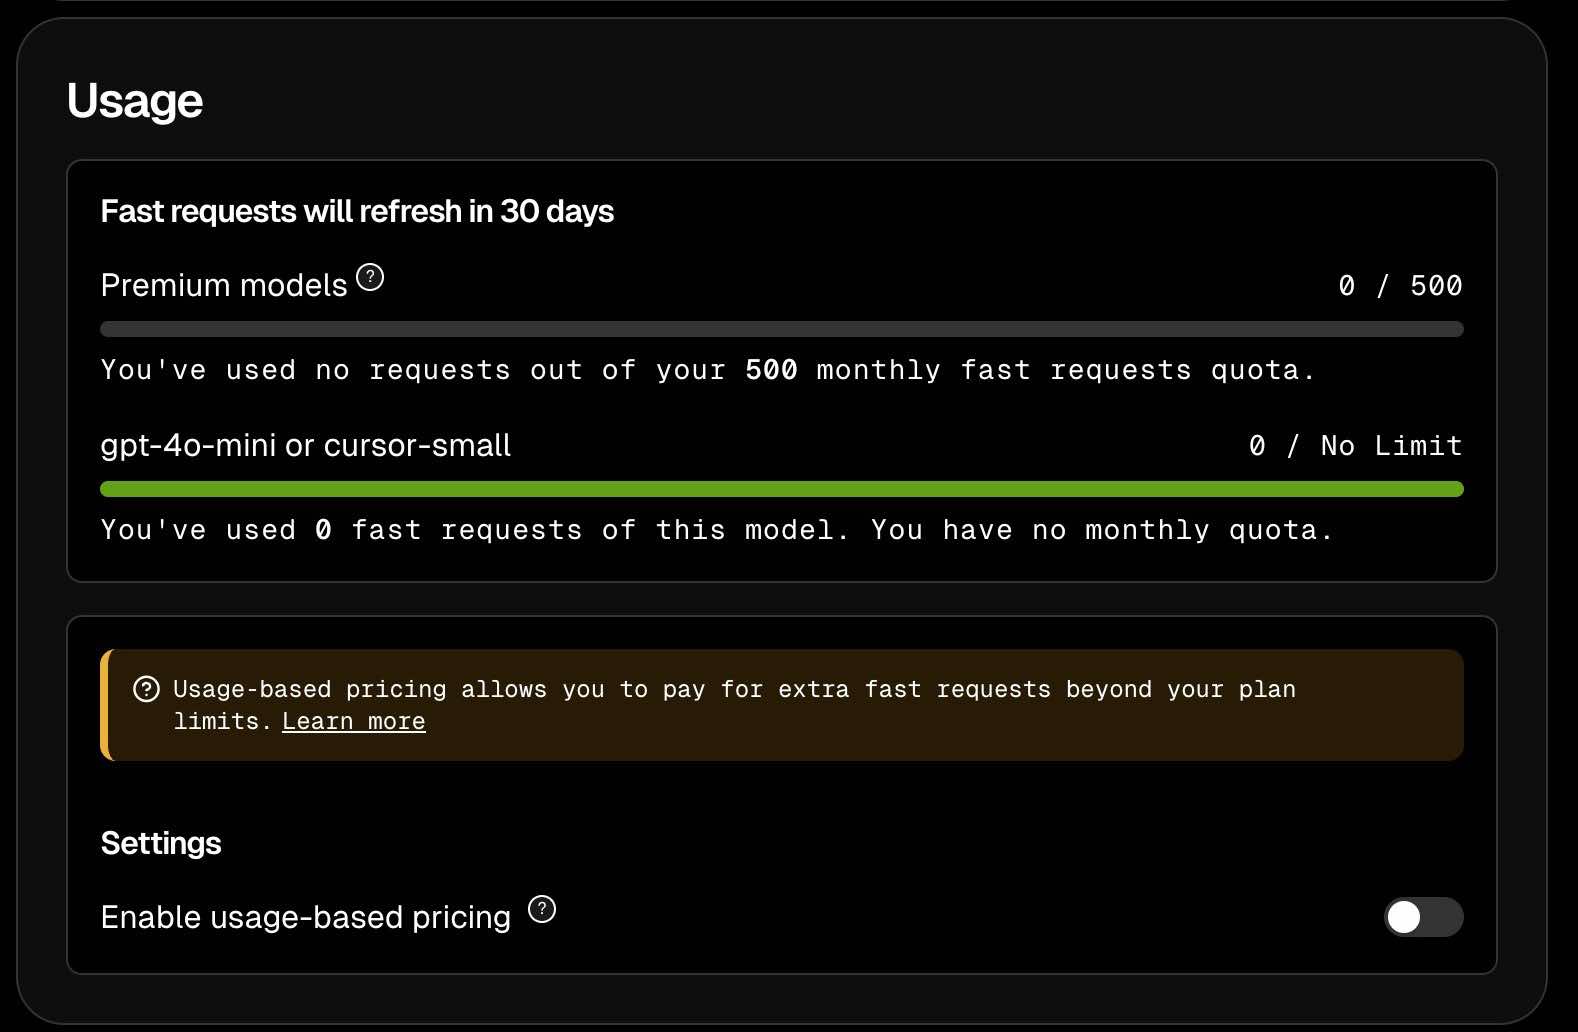 Usage
Fast requests will refresh in 30 days
Premium models ?
0 / 500
You've used no requests out of your 500 monthly fast requests quota.
gpt-4o-mini or cursor-small
0 / No Limit
You've used 0 fast requests of this model. You have no monthly quota.
? Usage-based pricing allows you to pay for extra fast requests beyond your plan
limits. Learn more
Settings
Enable usage-based pricing ?